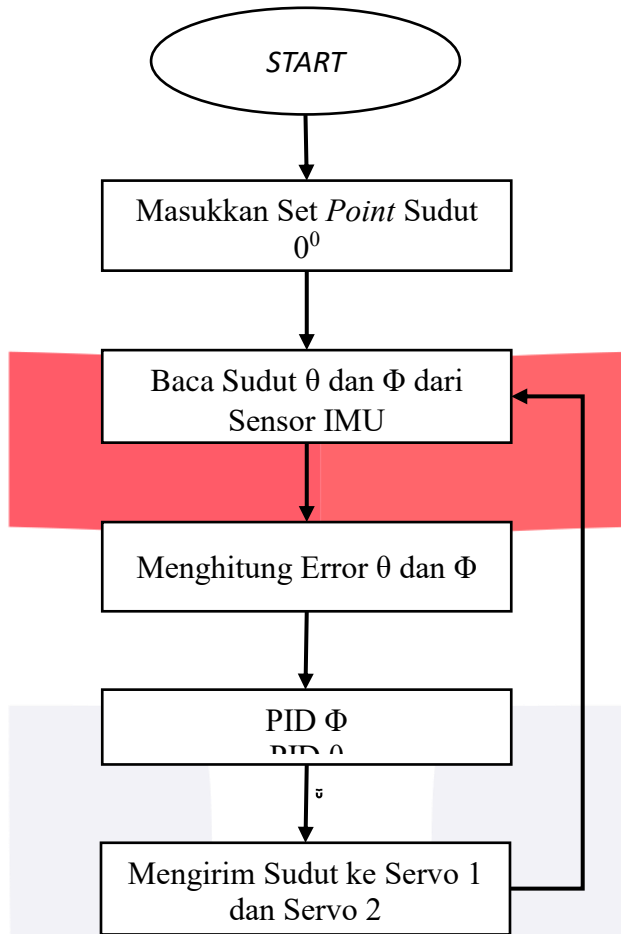 START
Masukkan Set Point Sudut
0⁰
Baca Sudut θ dan Φ dari
Sensor IMU
Menghitung Error θ dan Φ
PID Φ
PID θ
Mengirim Sudut ke Servo 1
dan Servo 2